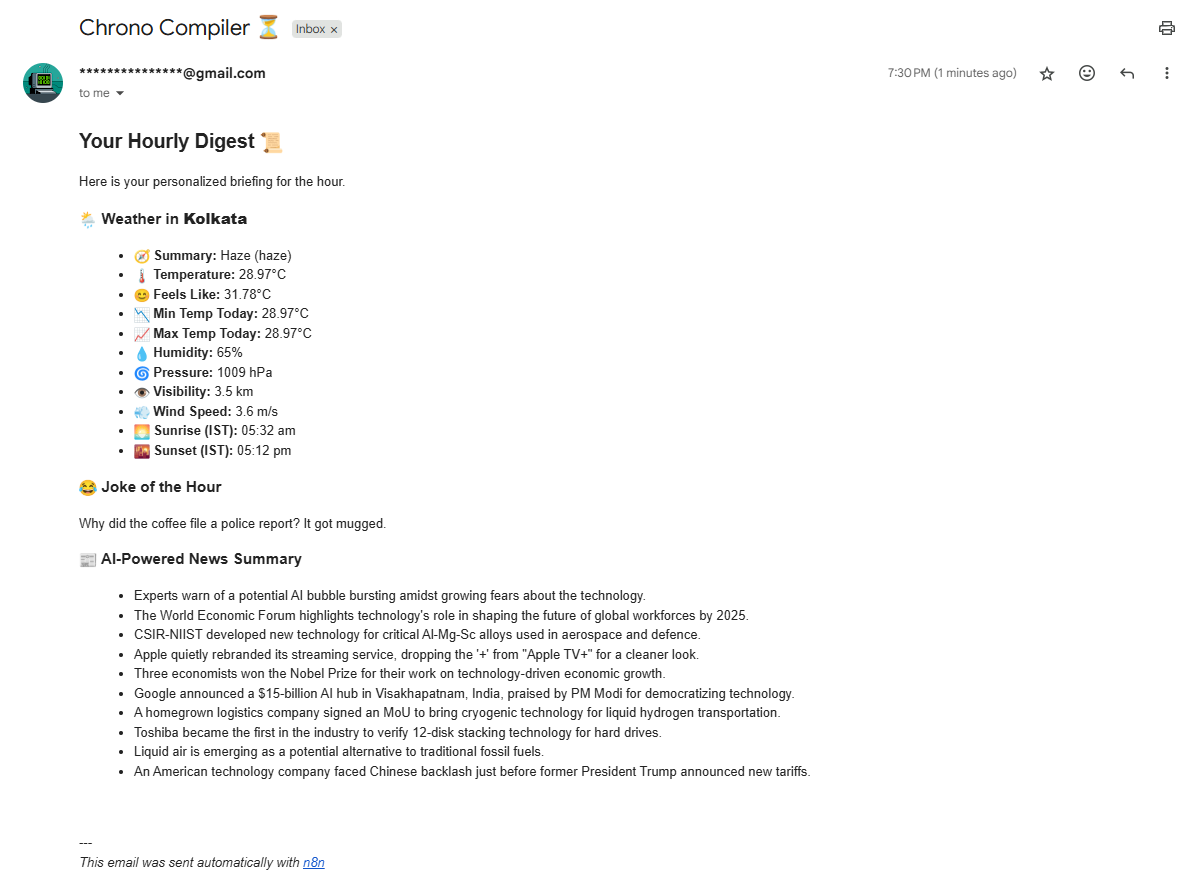 Chrono Compiler ⏳ Inbox ×
***************@gmail.com 7:30 PM (1 minutes ago)
to me
Your Hourly Digest 📜
Here is your personalized briefing for the hour.
🌦️ Weather in Kolkata
• 🧭 Summary: Haze (haze)
• 🌡️ Temperature: 28.97°C
• 😊 Feels Like: 31.78°C
• 📉 Min Temp Today: 28.97°C
• 📈 Max Temp Today: 28.97°C
• 💧 Humidity: 65%
• 🌀 Pressure: 1009 hPa
• 👁️ Visibility: 3.5 km
• 💨 Wind Speed: 3.6 m/s
• 🌅 Sunrise (IST): 05:32 am
• 🌇 Sunset (IST): 05:12 pm
😂 Joke of the Hour
Why did the coffee file a police report? It got mugged.
📰 AI-Powered News Summary
• Experts warn of a potential AI bubble bursting amidst growing fears about the technology.
• The World Economic Forum highlights technology's role in shaping the future of global workforces by 2025.
• CSIR-NIIST developed new technology for critical Al-Mg-Sc alloys used in aerospace and defence.
• Apple quietly rebranded its streaming service, dropping the '+' from "Apple TV+" for a cleaner look.
• Three economists won the Nobel Prize for their work on technology-driven economic growth.
• Google announced a $15-billion AI hub in Visakhapatnam, India, praised by PM Modi for democratizing technology.
• A homegrown logistics company signed an MoU to bring cryogenic technology for liquid hydrogen transportation.
• Toshiba became the first in the industry to verify 12-disk stacking technology for hard drives.
• Liquid air is emerging as a potential alternative to traditional fossil fuels.
• An American technology company faced Chinese backlash just before former President Trump announced new tariffs.
---
This email was sent automatically with n8n